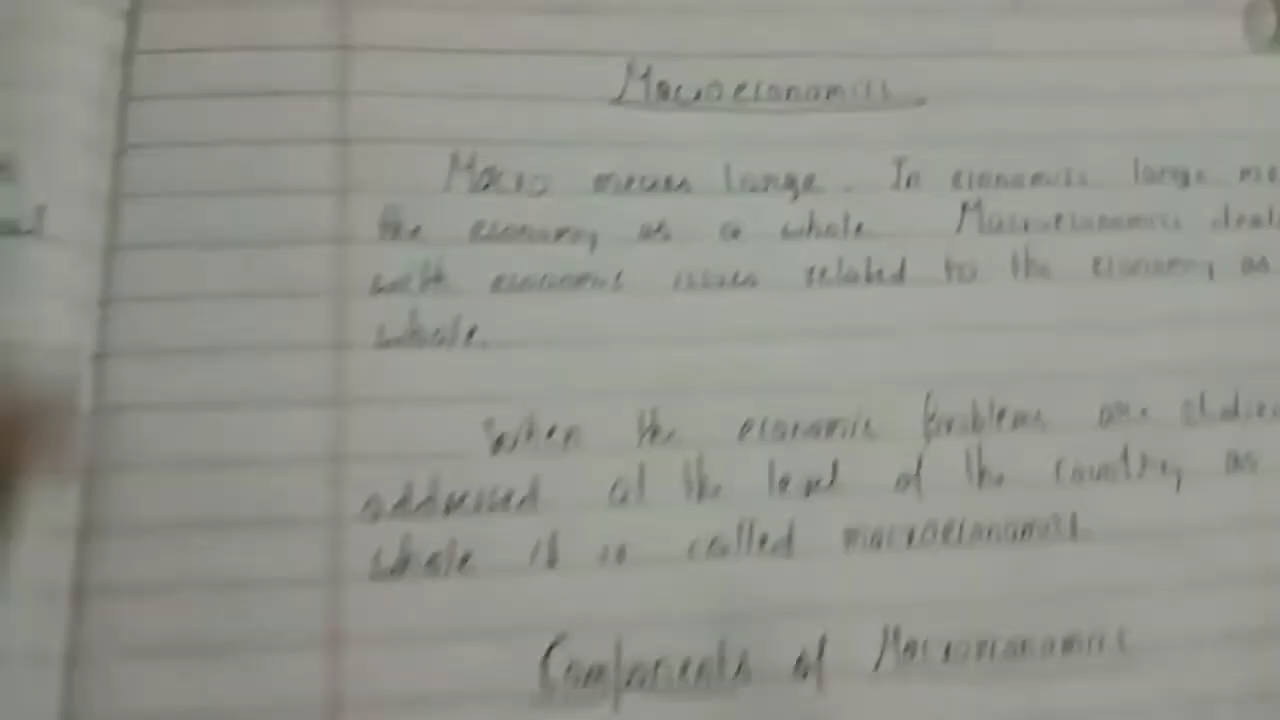 Macroeconomics
Macro means large. In economics large me
the economy as a whole. Macroeconomics deal
with economic issues related to the economy as
whole.
When the economic problems are studie
addressed at the level of the country as
whole it is called macroeconomics.
Components of Macroeconomics